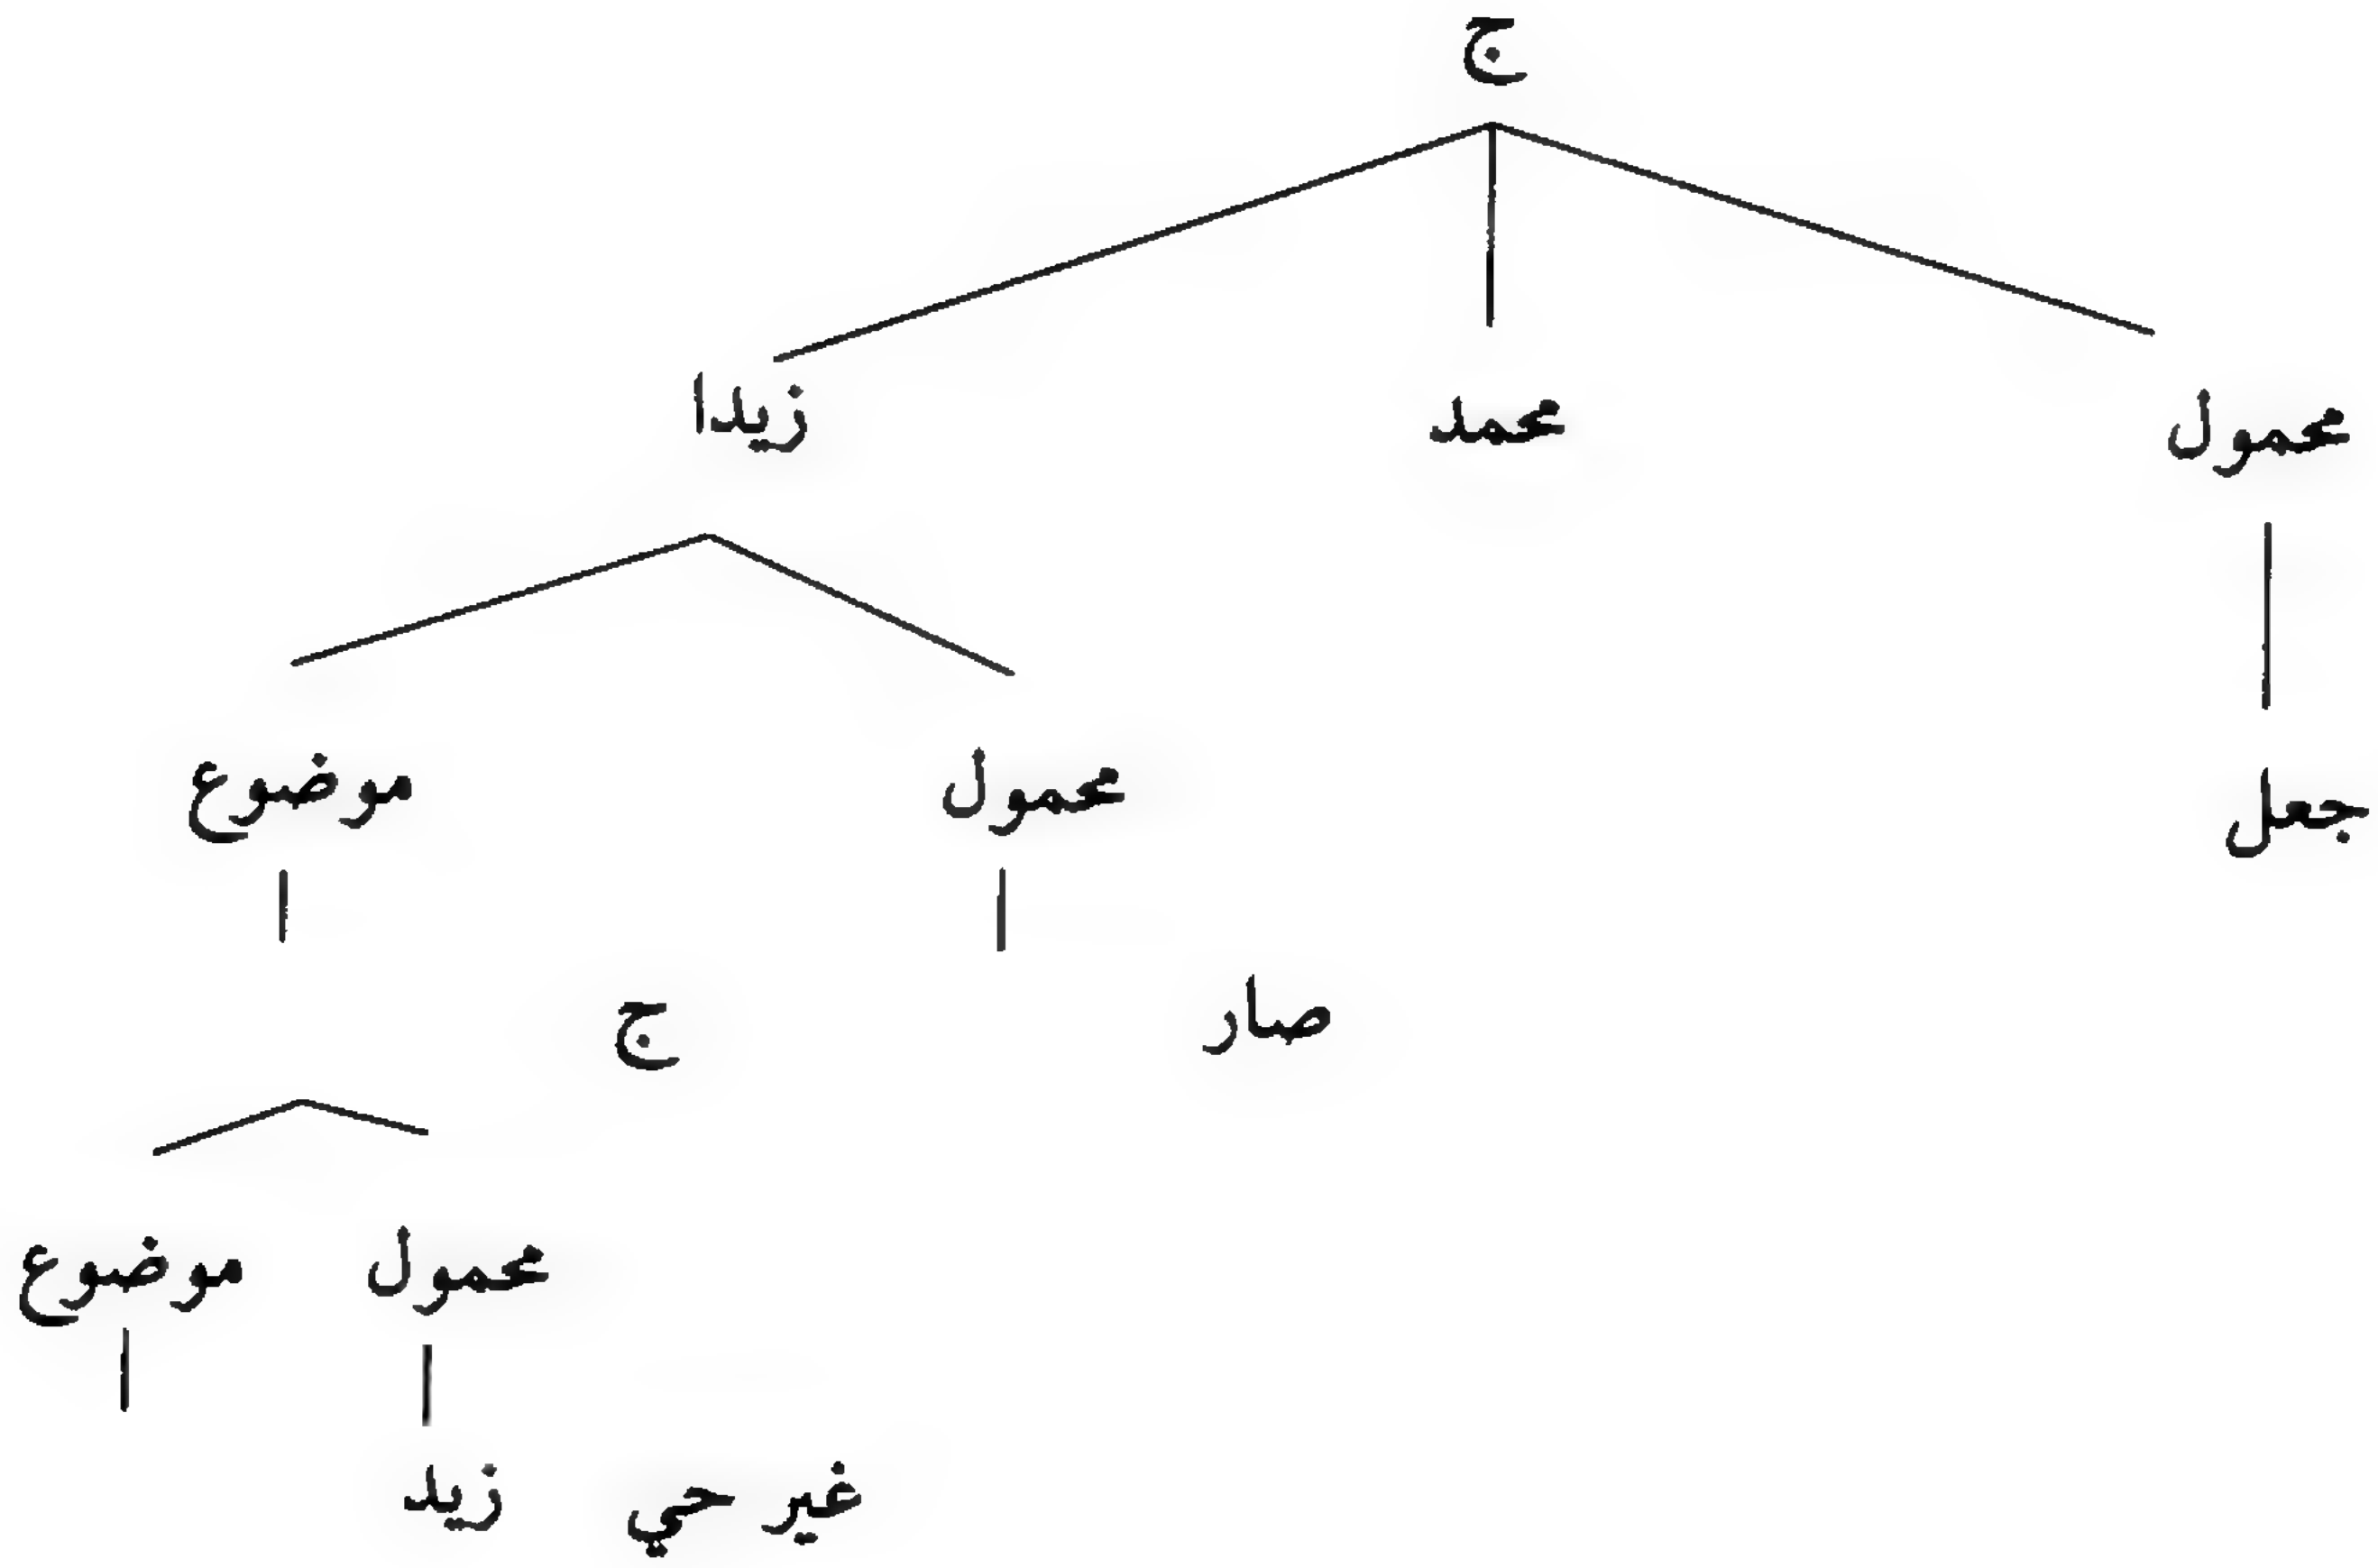 ج
محمول محمد زيدا
جعل محمول موضوع
صار ج
محمول موضوع
غير حي زيد